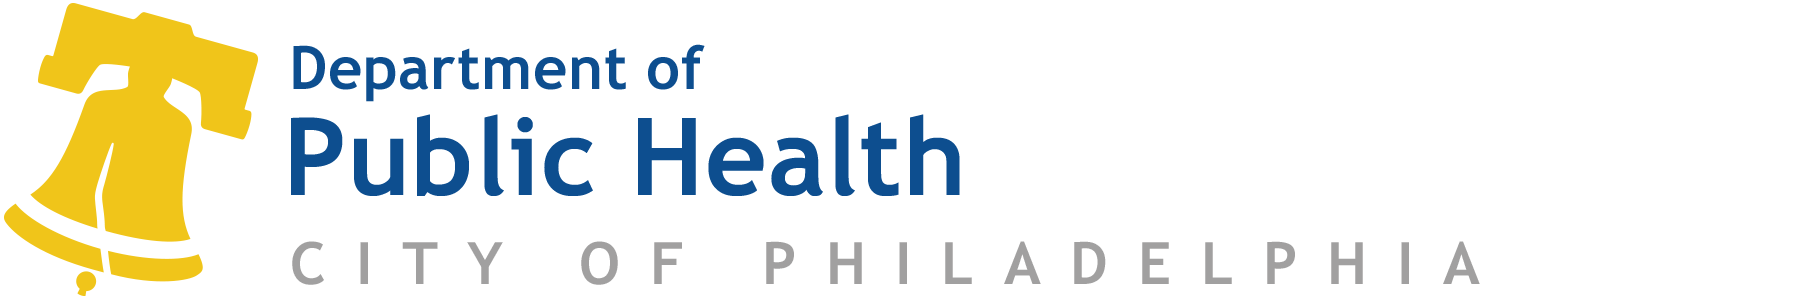 Department of
Public Health
CITY OF PHILADELPHIA